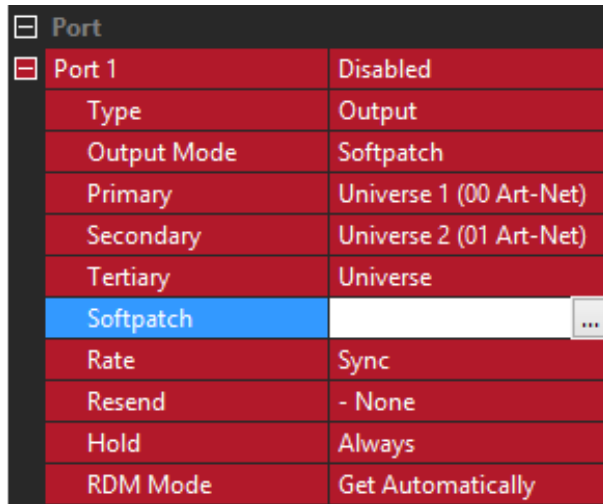 Port
Port 1 Disabled
Type Output
Output Mode Softpatch
Primary Universe 1 (00 Art-Net)
Secondary Universe 2 (01 Art-Net)
Tertiary Universe
Softpatch ...
Rate Sync
Resend - None
Hold Always
RDM Mode Get Automatically